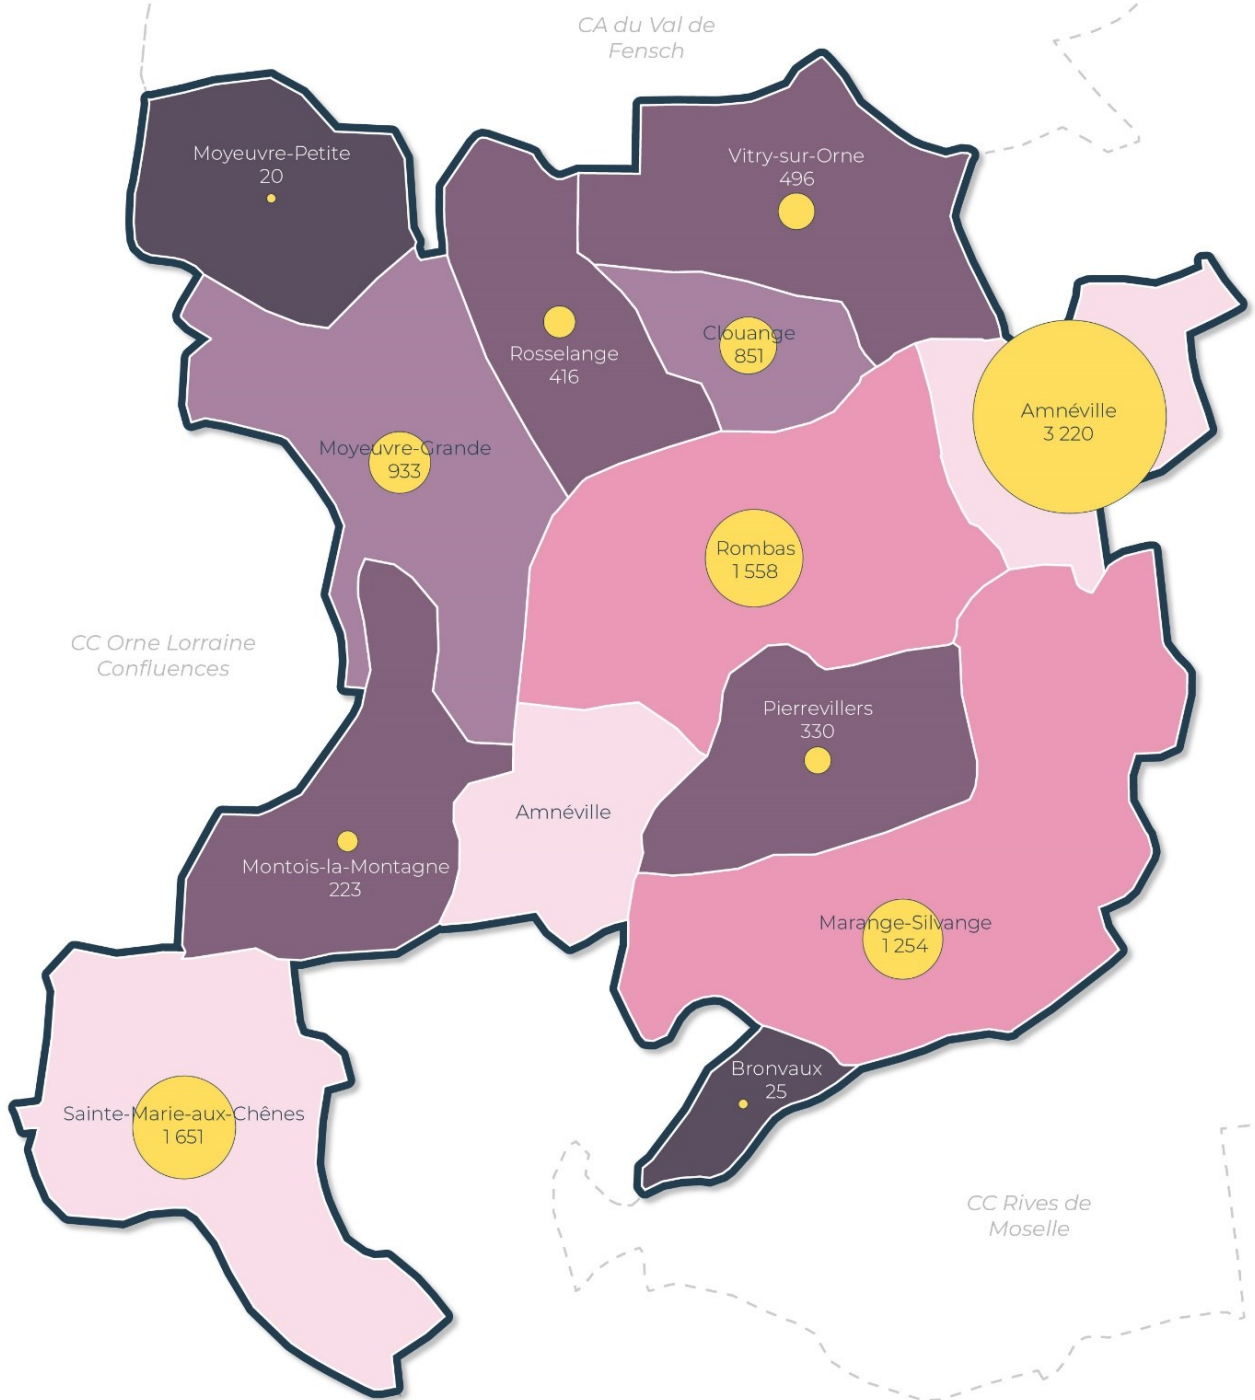 CA du Val de
Fensch
Moyeuvre-Petite
20
Vitry-sur-Orne
496
Rosselange
416
Clouange
851
Amnéville
3 220
Moyeuvre-Grande
933
Rombas
1 558
CC Orne Lorraine
Confluences
Pierrevillers
330
Amnéville
Montois-la-Montagne
223
Marange-Silvange
1 254
Bronvaux
25
Sainte-Marie-aux-Chênes
1 651
CC Rives de
Moselle